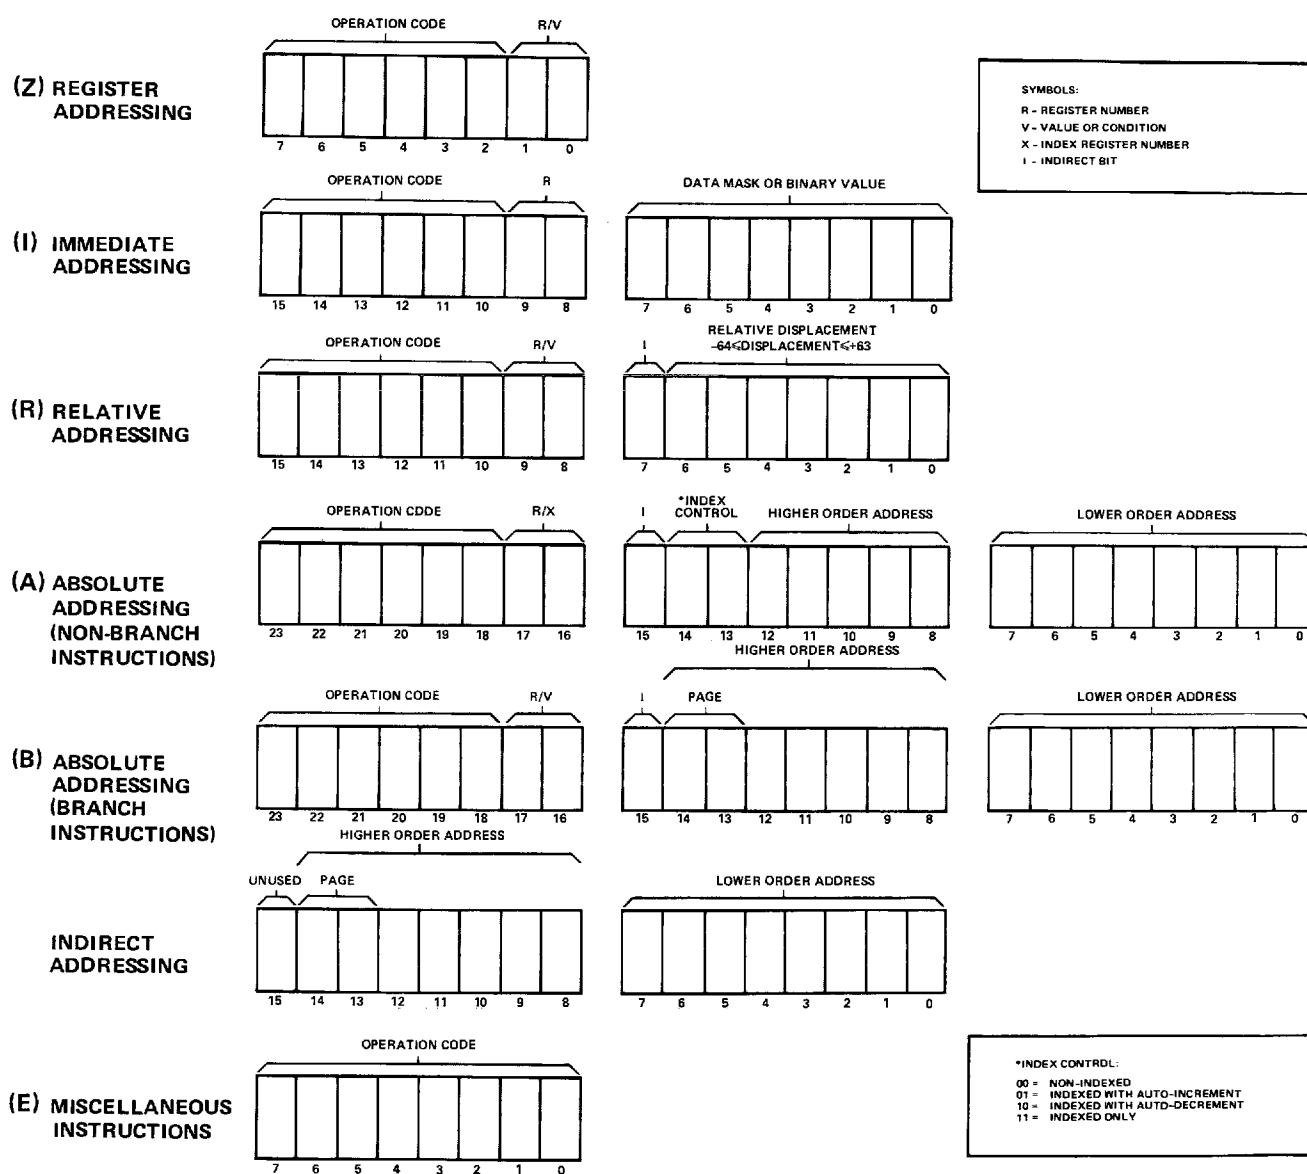 OPERATION CODE R/V
(Z) REGISTER
ADDRESSING
7 6 5 4 3 2 1 0
SYMBOLS:
R - REGISTER NUMBER
V - VALUE OR CONDITION
X - INDEX REGISTER NUMBER
I - INDIRECT BIT
OPERATION CODE R DATA MASK OR BINARY VALUE
(I) IMMEDIATE
ADDRESSING
15 14 13 12 11 10 9 8 7 6 5 4 3 2 1 0
RELATIVE DISPLACEMENT
OPERATION CODE R/V I -64⩽DISPLACEMENT⩽+63
(R) RELATIVE
ADDRESSING
15 14 13 12 11 10 9 8 7 6 5 4 3 2 1 0
*INDEX
OPERATION CODE R/X I CONTROL HIGHER ORDER ADDRESS LOWER ORDER ADDRESS
(A) ABSOLUTE
ADDRESSING
(NON-BRANCH
INSTRUCTIONS)
23 22 21 20 19 18 17 16 15 14 13 12 11 10 9 8 7 6 5 4 3 2 1 0
HIGHER ORDER ADDRESS
OPERATION CODE R/V I PAGE LOWER ORDER ADDRESS
(B) ABSOLUTE
ADDRESSING
(BRANCH
INSTRUCTIONS)
23 22 21 20 19 18 17 16 15 14 13 12 11 10 9 8 7 6 5 4 3 2 1 0
HIGHER ORDER ADDRESS
UNUSED PAGE LOWER ORDER ADDRESS
INDIRECT
ADDRESSING
15 14 13 12 11 10 9 8 7 6 5 4 3 2 1 0
OPERATION CODE
(E) MISCELLANEOUS
INSTRUCTIONS
7 6 5 4 3 2 1 0
*INDEX CONTROL:
00 = NON-INDEXED
01 = INDEXED WITH AUTO-INCREMENT
10 = INDEXED WITH AUTO-DECREMENT
11 = INDEXED ONLY